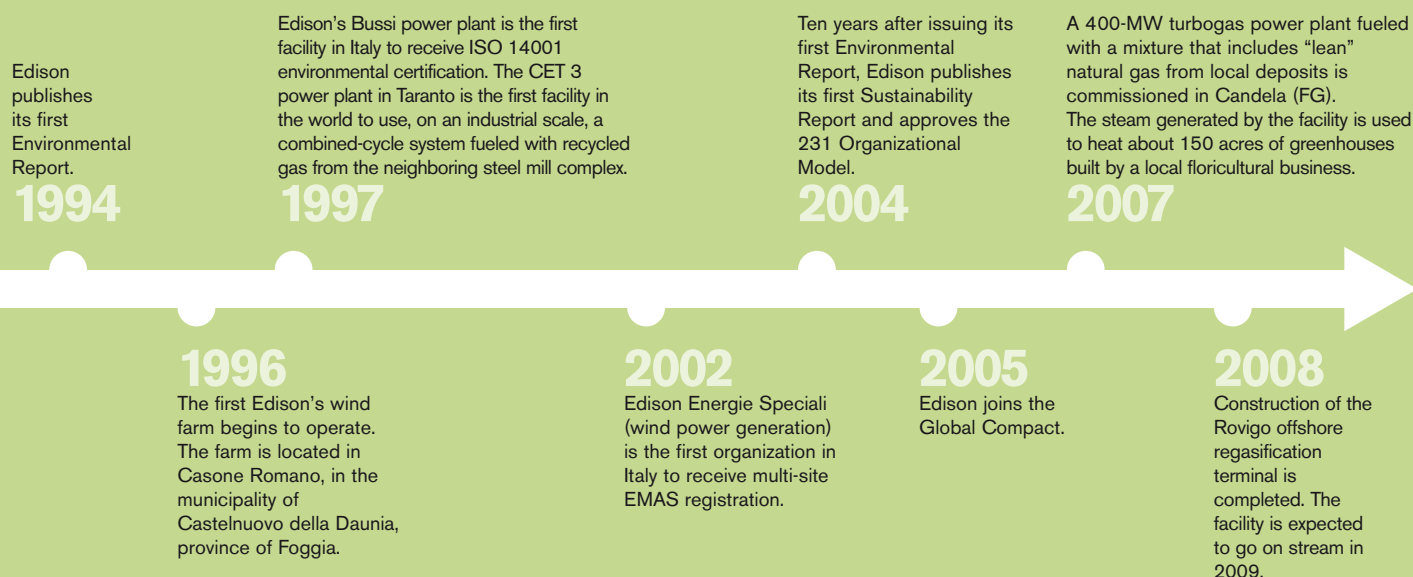 Edison
publishes
its first
Environmental
Report.
1994
Edison's Bussi power plant is the first
facility in Italy to receive ISO 14001
environmental certification. The CET 3
power plant in Taranto is the first facility in
the world to use, on an industrial scale, a
combined-cycle system fueled with recycled
gas from the neighboring steel mill complex.
1997
Ten years after issuing its
first Environmental
Report, Edison publishes
its first Sustainability
Report and approves the
231 Organizational
Model.
2004
A 400-MW turbogas power plant fueled
with a mixture that includes “lean”
natural gas from local deposits is
commissioned in Candela (FG).
The steam generated by the facility is used
to heat about 150 acres of greenhouses
built by a local floricultural business.
2007
1996
The first Edison's wind
farm begins to operate.
The farm is located in
Casone Romano, in the
municipality of
Castelnuovo della Daunia,
province of Foggia.
2002
Edison Energie Speciali
(wind power generation)
is the first organization in
Italy to receive multi-site
EMAS registration.
2005
Edison joins the
Global Compact.
2008
Construction of the
Rovigo offshore
regasification
terminal is
completed. The
facility is expected
to go on stream in
2009.